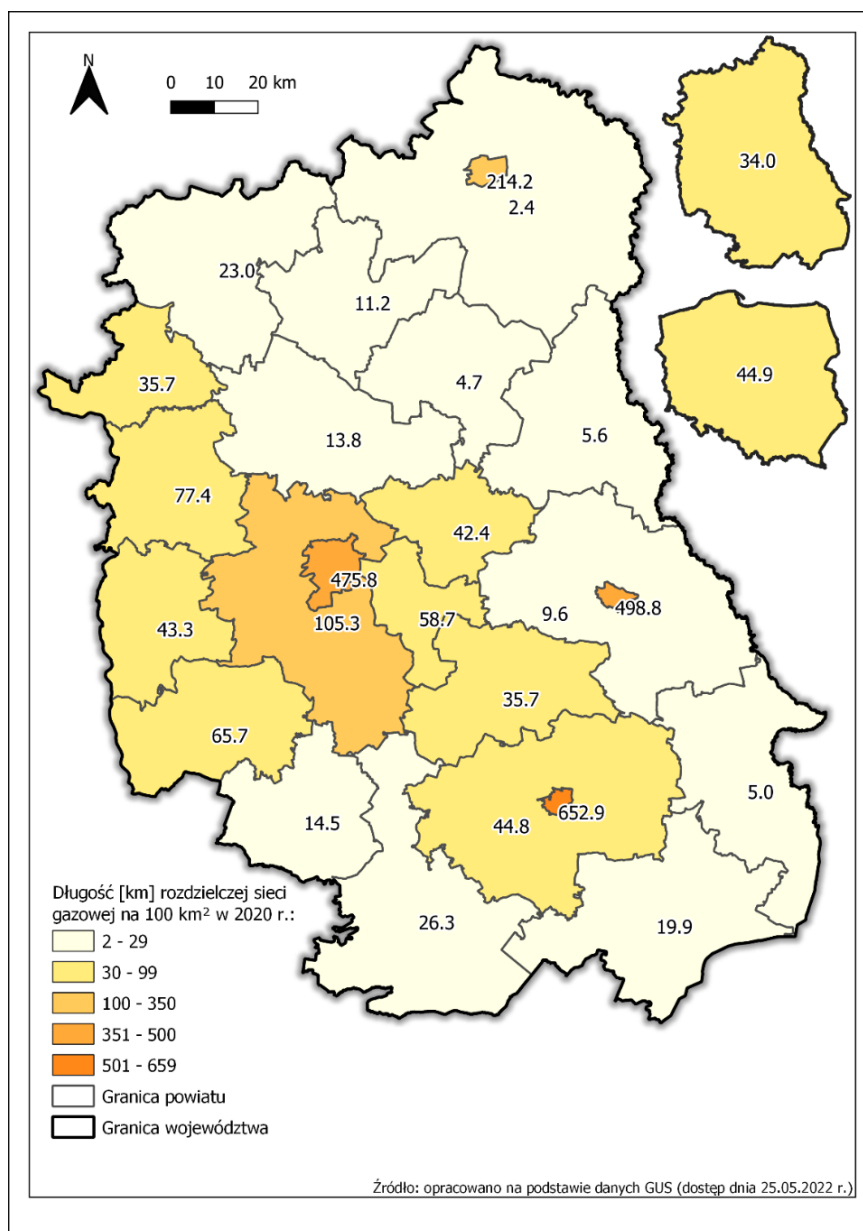 N
0 10 20 km
34.0
214.2
2.4
23.0
11.2
44.9
35.7
4.7
13.8
5.6
77.4
42.4
475.8
498.8
9.6
58.7
105.3
43.3
35.7
65.7
5.0
652.9
44.8
14.5
26.3
19.9
Długość [km] rozdzielczej sieci
gazowej na 100 km² w 2020 r.:
2 - 29
30 - 99
100 - 350
351 - 500
501 - 659
Granica powiatu
Granica województwa
Źródło: opracowano na podstawie danych GUS (dostęp dnia 25.05.2022 r.)